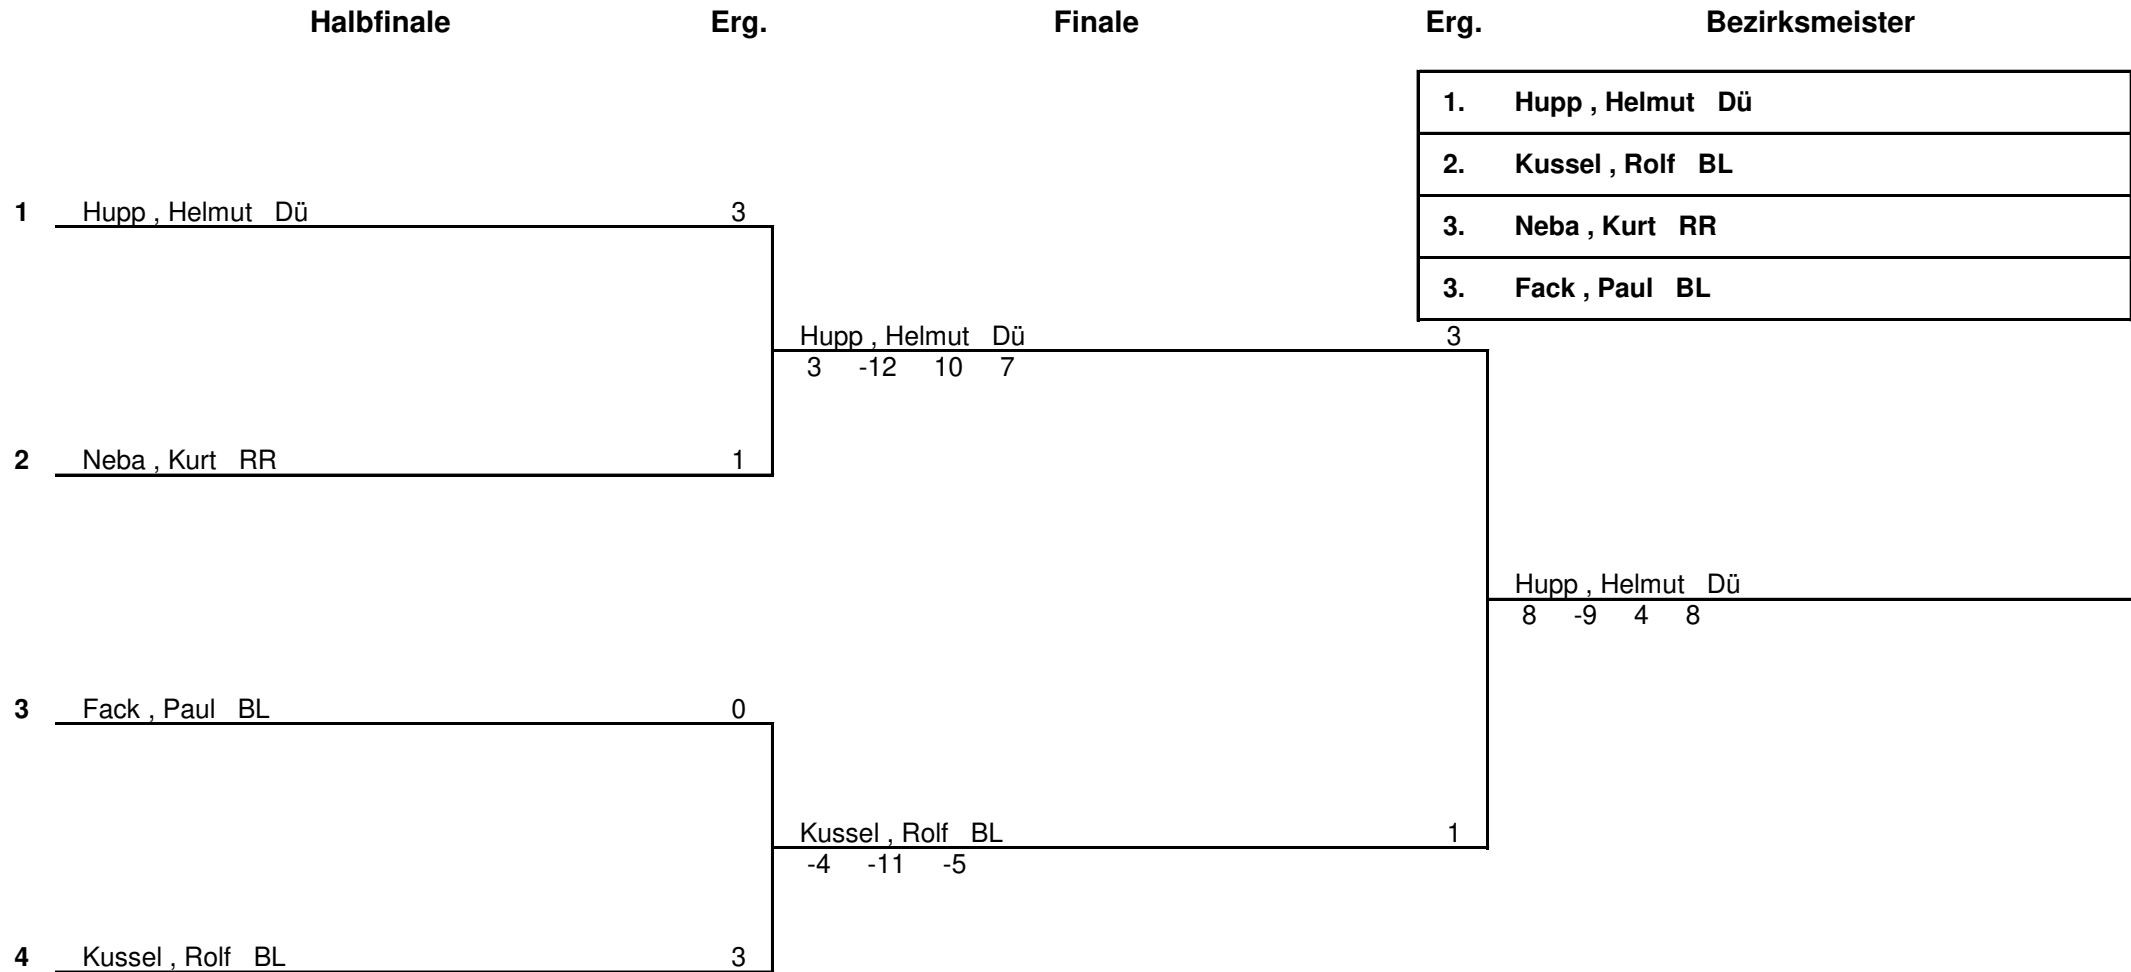 Halbfinale Erg. Finale Erg. Bezirksmeister
1. Hupp , Helmut Dü
2. Kussel , Rolf BL
1 Hupp , Helmut Dü 3
3. Neba , Kurt RR
3. Fack , Paul BL
Hupp , Helmut Dü 3
3 -12 10 7
2 Neba , Kurt RR 1
Hupp , Helmut Dü
8 -9 4 8
3 Fack , Paul BL 0
Kussel , Rolf BL 1
-4 -11 -5
4 Kussel , Rolf BL 3